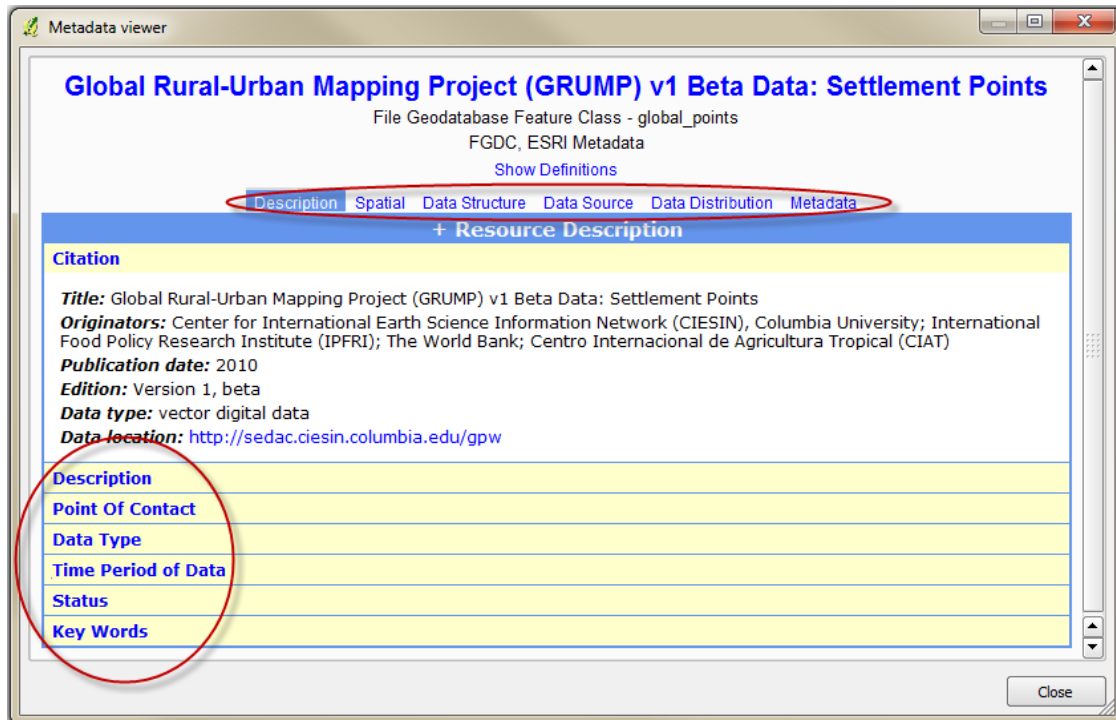 Metadata viewer
Global Rural-Urban Mapping Project (GRUMP) v1 Beta Data: Settlement Points
File Geodatabase Feature Class - global_points
FGDC, ESRI Metadata
Show Definitions
Description Spatial Data Structure Data Source Data Distribution Metadata
+ Resource Description
Citation
Title: Global Rural-Urban Mapping Project (GRUMP) v1 Beta Data: Settlement Points
Originators: Center for International Earth Science Information Network (CIESIN), Columbia University; International
Food Policy Research Institute (IPFRI); The World Bank; Centro Internacional de Agricultura Tropical (CIAT)
Publication date: 2010
Edition: Version 1, beta
Data type: vector digital data
Data location: http://sedac.ciesin.columbia.edu/gpw
Description
Point Of Contact
Data Type
Time Period of Data
Status
Key Words
Close